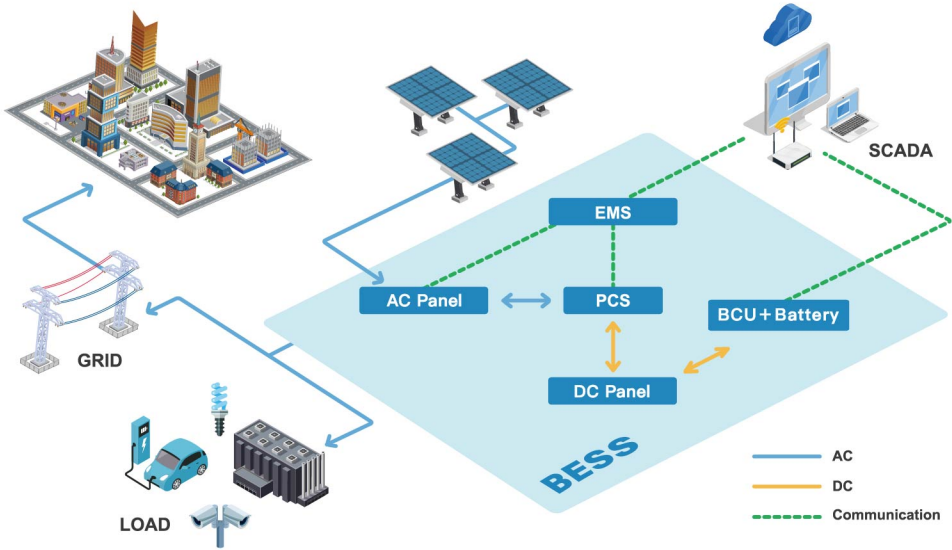 SCADA
EMS
AC Panel
PCS
BCU+Battery
GRID
DC Panel
BESS
LOAD
AC
DC
Communication